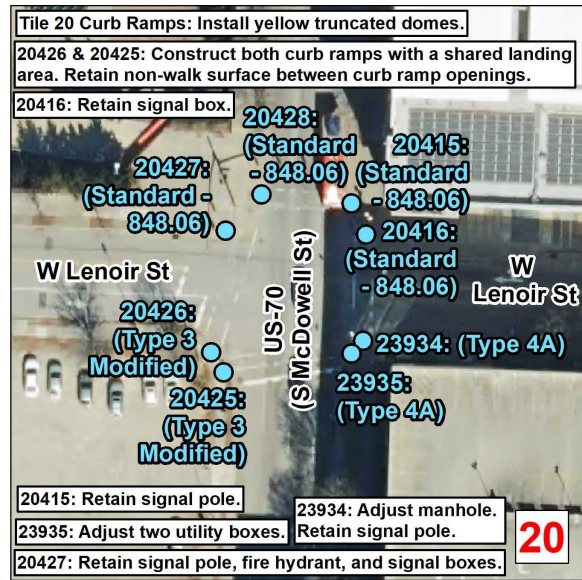 Tile 20 Curb Ramps: Install yellow truncated domes.
20426 & 20425: Construct both curb ramps with a shared landing
area. Retain non-walk surface between curb ramp openings.
20416: Retain signal box.
20428:
(Standard
- 848.06)
20415:
(Standard
- 848.06)
20427:
(Standard -
848.06)
20416:
(Standard
- 848.06)
W Lenoir St
US-70
(S McDowell St)
W
Lenoir St
20426:
(Type 3
Modified)
23934: (Type 4A)
20425:
(Type 3
Modified)
23935:
(Type 4A)
20415: Retain signal pole.
23934: Adjust manhole.
Retain signal pole.
23935: Adjust two utility boxes.
20427: Retain signal pole, fire hydrant, and signal boxes.
20